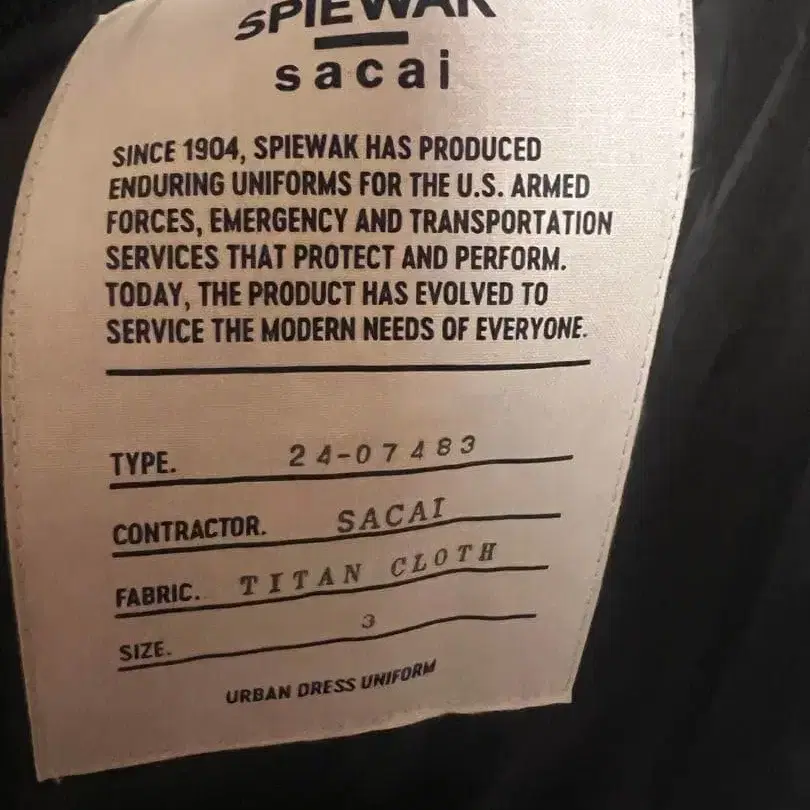 SPIEWAK
sacai
SINCE 1904, SPIEWAK HAS PRODUCED
ENDURING UNIFORMS FOR THE U.S. ARMED
FORCES, EMERGENCY AND TRANSPORTATION
SERVICES THAT PROTECT AND PERFORM.
TODAY, THE PRODUCT HAS EVOLVED TO
SERVICE THE MODERN NEEDS OF EVERYONE.
TYPE. 24-07483
CONTRACTOR. SACAI
FABRIC. TITAN CLOTH
SIZE. 3
URBAN DRESS UNIFORM